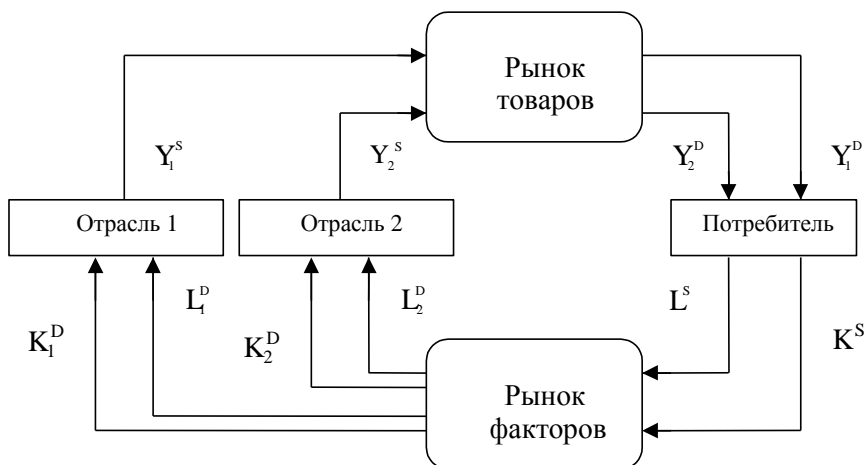 Рынок
товаров
Y₁ˢ
Y₂ˢ
Y₂ᴰ
Y₁ᴰ
Отрасль 1
Отрасль 2
Потребитель
K₁ᴰ
L₁ᴰ
K₂ᴰ
L₂ᴰ
Lˢ
Kˢ
Рынок
факторов